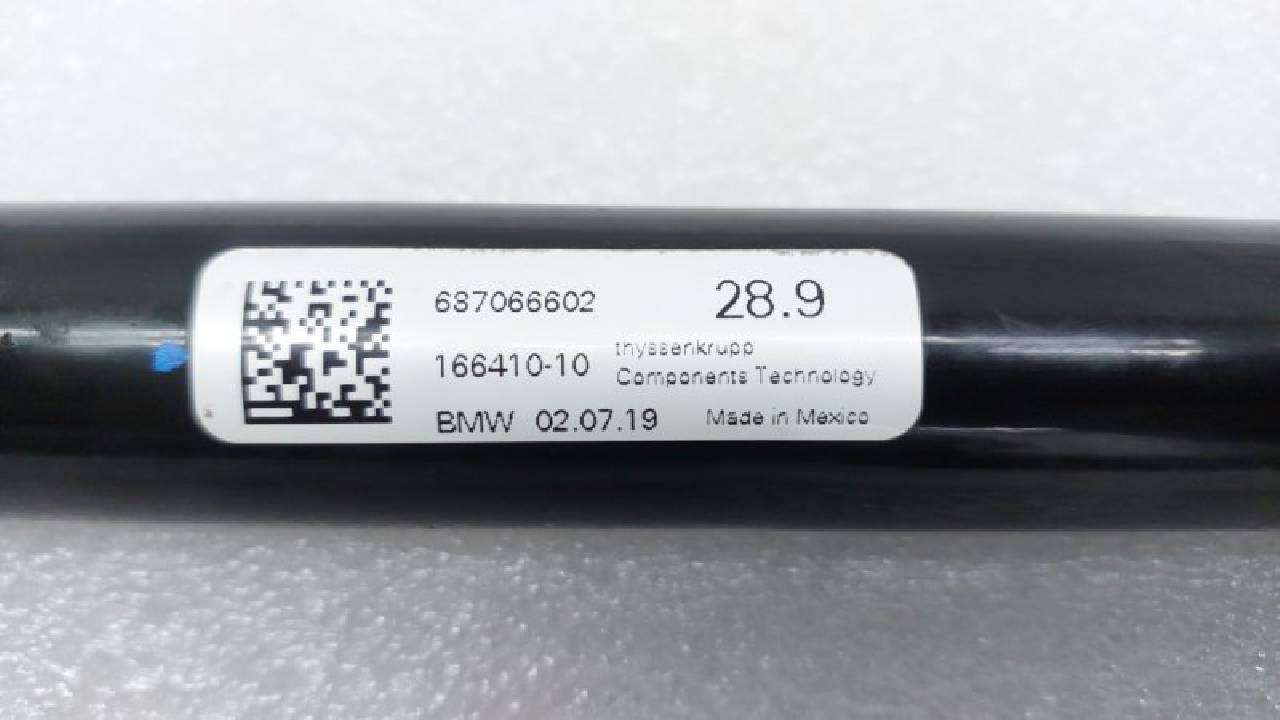 687066602 28.9
166410-10 thyssenkrupp
Components Technology
BMW 02.07.19 Made in Mexico